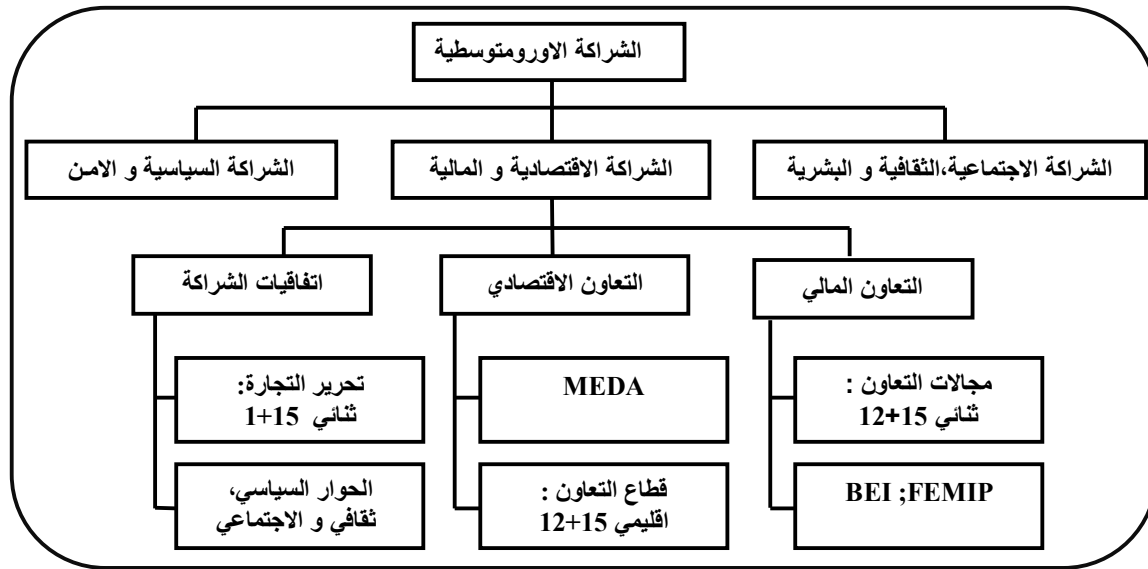 الشراكة الاورومتوسطية
الشراكة الاجتماعية،الثقافية و البشرية
الشراكة الاقتصادية و المالية
الشراكة السياسية و الامن
التعاون المالي
التعاون الاقتصادي
اتفاقيات الشراكة
مجالات التعاون :
ثنائي 15+12
MEDA
تحرير التجارة:
ثنائي 15+1
BEI ;FEMIP
قطاع التعاون :
اقليمي 15+12
الحوار السياسي،
ثقافي و الاجتماعي